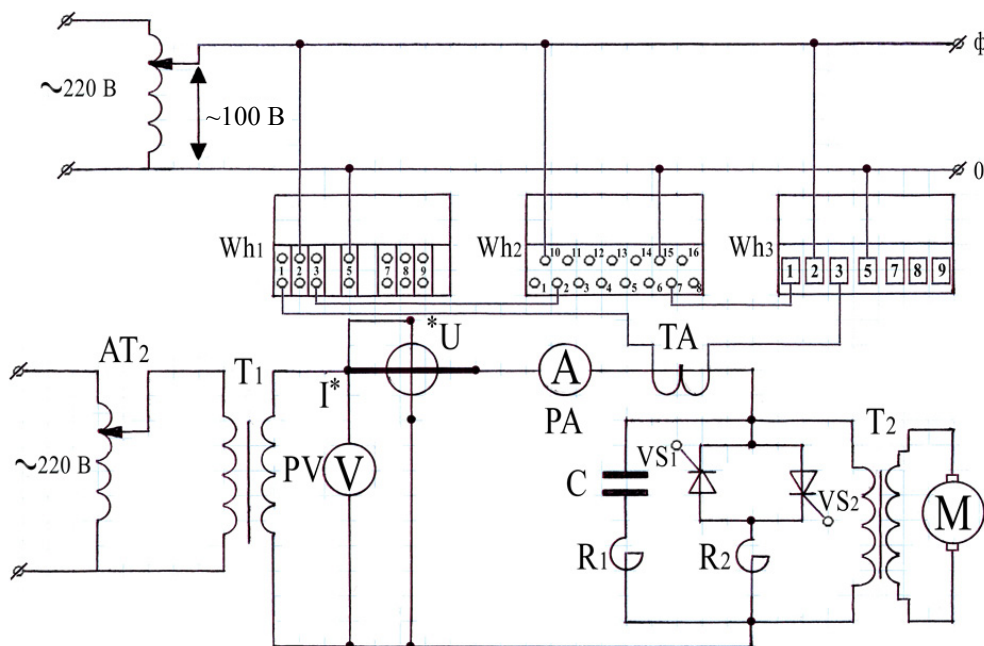 ф
~220 В
~100 В
0
Wh1
1 2 3 5 7 8 9
Wh2
10 11 12 13 14 15 16
1 2 3 4 5 6 7 8
Wh3
1 2 3 5 7 8 9
*U
TA
AT2
T1
I*
A
PA
T2
~220 В
PV V
C
VS1
VS2
M
R1
R2